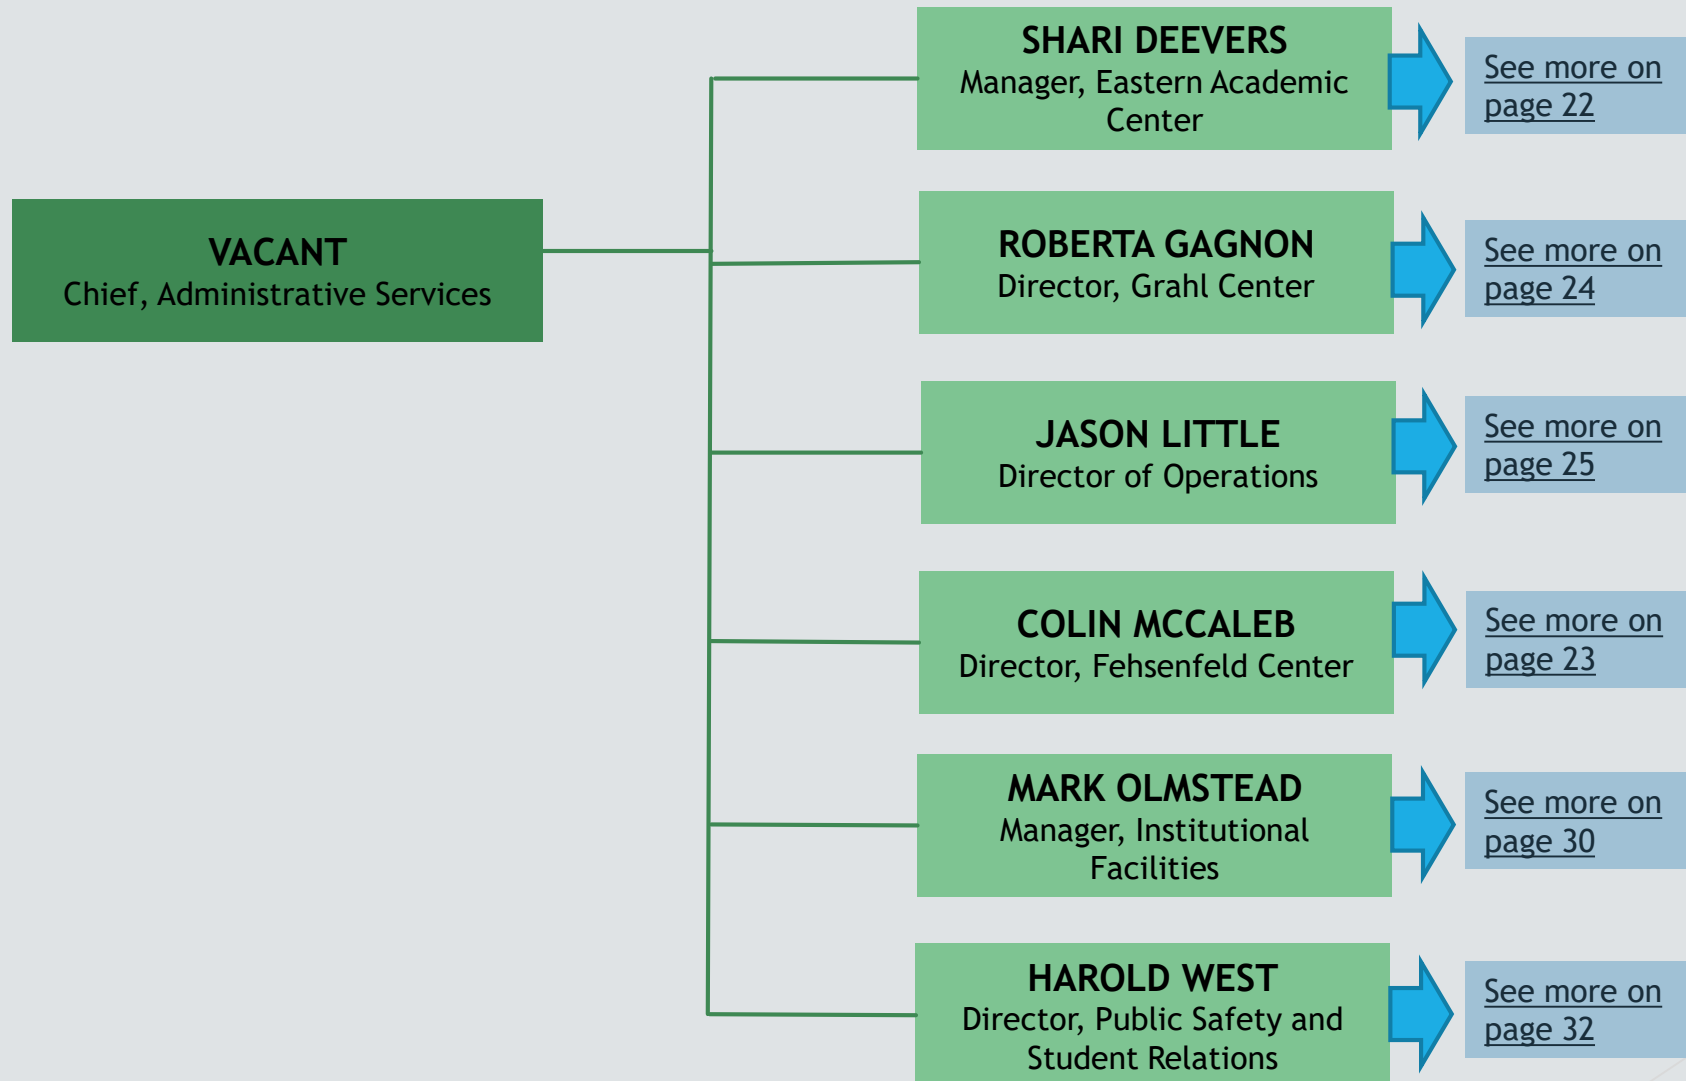 SHARI DEEVERS
Manager, Eastern Academic
Center
See more on
page 22
VACANT
Chief, Administrative Services
ROBERTA GAGNON
Director, Grahl Center
See more on
page 24
JASON LITTLE
Director of Operations
See more on
page 25
COLIN MCCALEB
Director, Fehsenfeld Center
See more on
page 23
MARK OLMSTEAD
Manager, Institutional
Facilities
See more on
page 30
HAROLD WEST
Director, Public Safety and
Student Relations
See more on
page 32